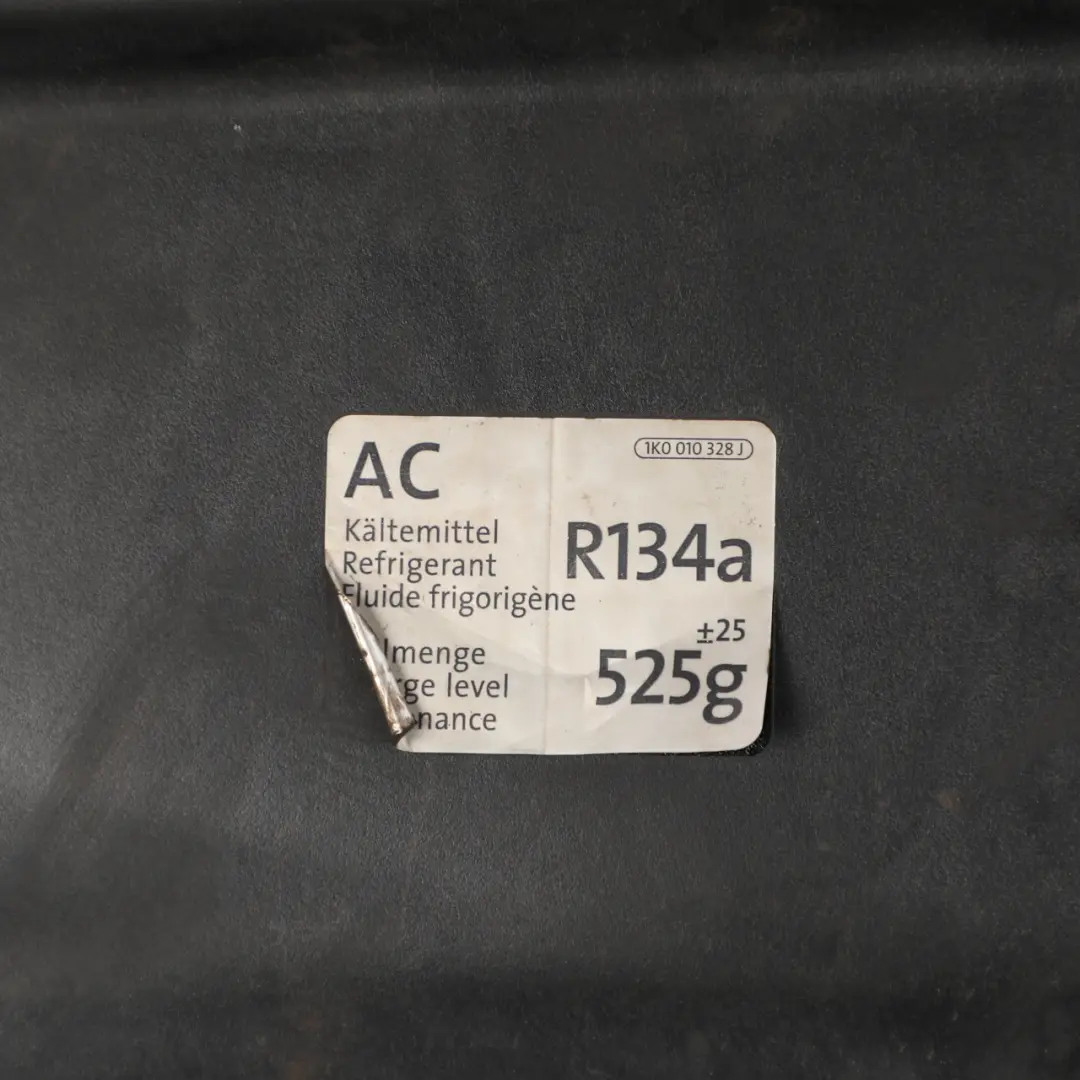 AC
1K0 010 328 J
Kältemittel
Refrigerant
Fluide frigorigène
R134a
lmenge
rge level
nance
±25
525g